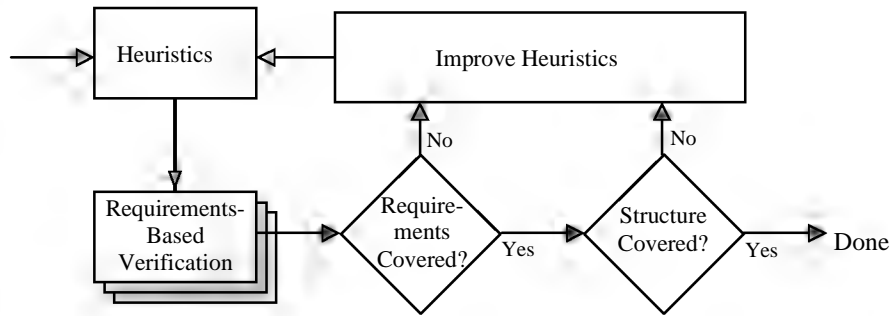 Heuristics
Improve Heuristics
No
No
Requirements-
Based
Verification
Require-
ments
Covered?
Yes
Structure
Covered?
Yes
Done